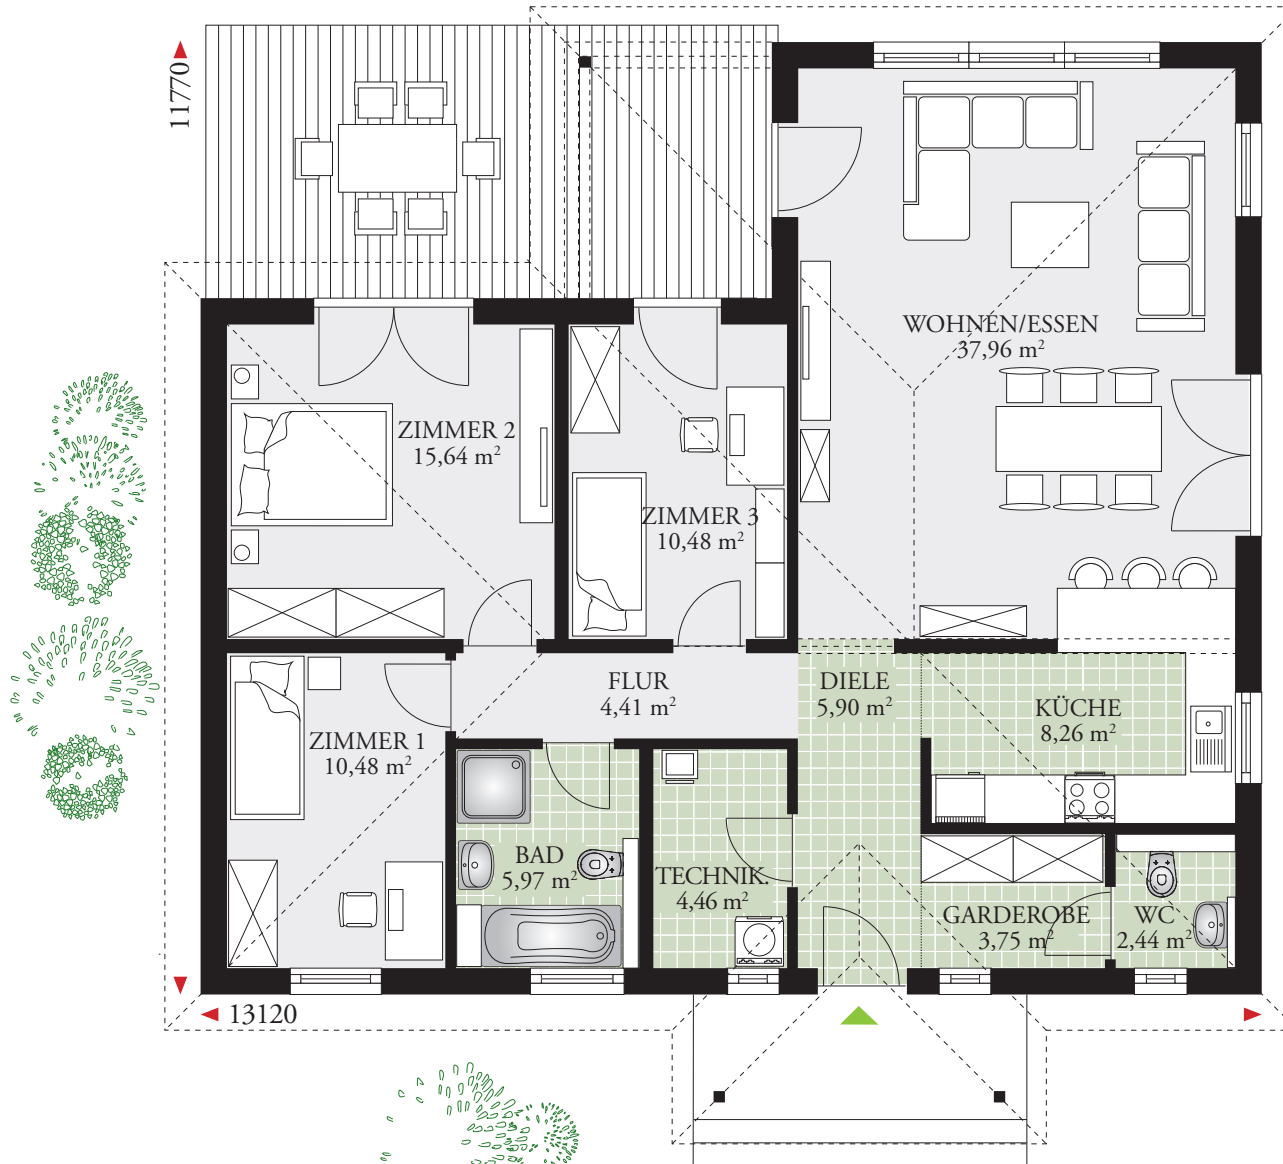 11770
WOHNEN/ESSEN
37,96 m²
ZIMMER 2
15,64 m²
ZIMMER 3
10,48 m²
FLUR
4,41 m²
DIELE
5,90 m²
KÜCHE
8,26 m²
ZIMMER 1
10,48 m²
BAD
5,97 m²
TECHNIK.
4,46 m²
GARDEROBE
3,75 m²
WC
2,44 m²
13120